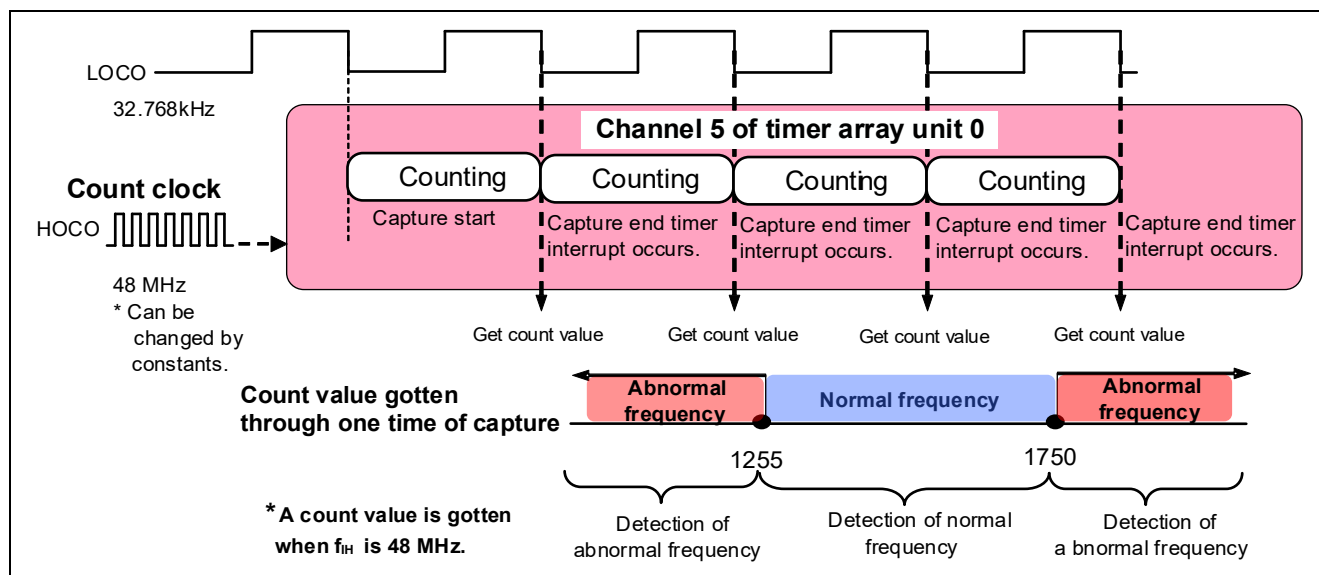 LOCO
32.768kHz
Channel 5 of timer array unit 0
Counting
Counting
Counting
Counting
Count clock
HOCO
48 MHz
* Can be
changed by
constants.
Capture start
Capture end timer
interrupt occurs.
Capture end timer
interrupt occurs.
Capture end timer
interrupt occurs.
Capture end timer
interrupt occurs.
Get count value
Get count value
Get count value
Get count value
Count value gotten
through one time of capture
Abnormal
frequency
Normal frequency
Abnormal
frequency
1255
1750
* A count value is gotten
when fIH is 48 MHz.
Detection of
abnormal frequency
Detection of normal
frequency
Detection of
a bnormal frequency